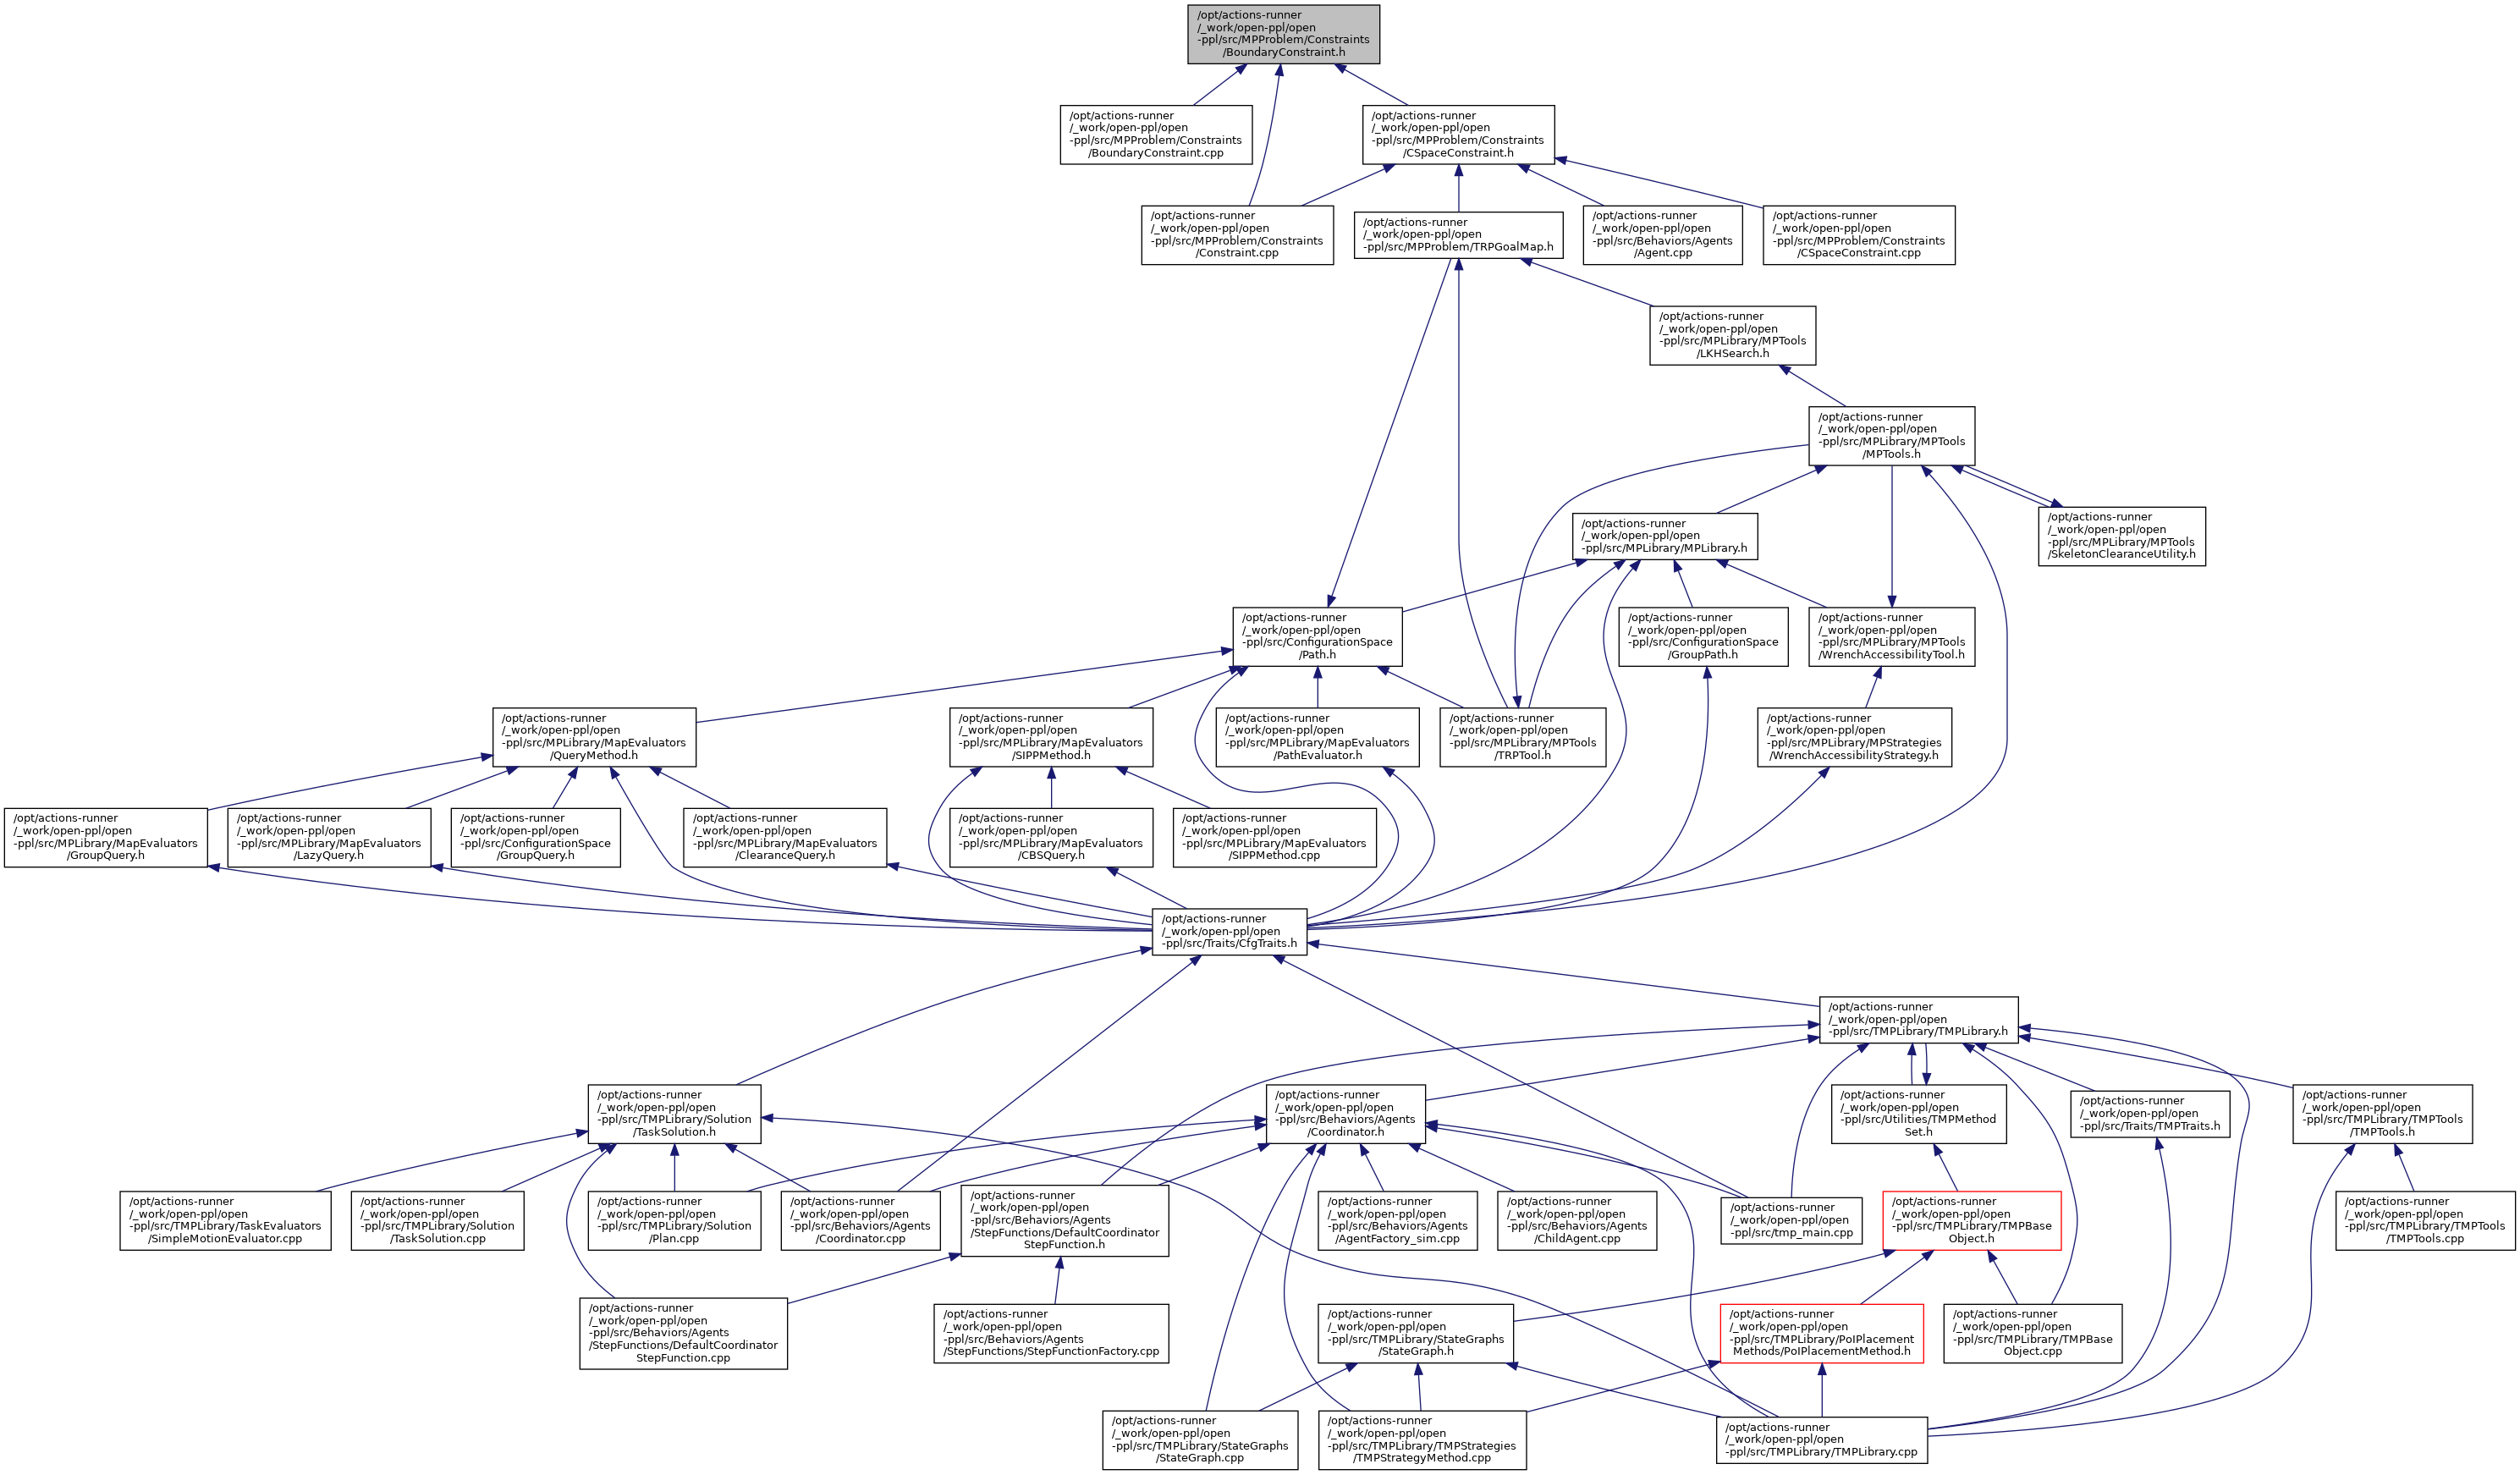 /opt/actions-runner
/_work/open-ppl/open
-ppl/src/MPProblem/Constraints
/BoundaryConstraint.h
/opt/actions-runner
/_work/open-ppl/open
-ppl/src/MPProblem/Constraints
/BoundaryConstraint.cpp
/opt/actions-runner
/_work/open-ppl/open
-ppl/src/MPProblem/Constraints
/CSpaceConstraint.h
/opt/actions-runner
/_work/open-ppl/open
-ppl/src/MPProblem/Constraints
/Constraint.cpp
/opt/actions-runner
/_work/open-ppl/open
-ppl/src/MPProblem/TRPGoalMap.h
/opt/actions-runner
/_work/open-ppl/open
-ppl/src/Behaviors/Agents
/Agent.cpp
/opt/actions-runner
/_work/open-ppl/open
-ppl/src/MPProblem/Constraints
/CSpaceConstraint.cpp
/opt/actions-runner
/_work/open-ppl/open
-ppl/src/MPLibrary/MPTools
/LKHSearch.h
/opt/actions-runner
/_work/open-ppl/open
-ppl/src/MPLibrary/MPTools
/MPTools.h
/opt/actions-runner
/_work/open-ppl/open
-ppl/src/MPLibrary/MPLibrary.h
/opt/actions-runner
/_work/open-ppl/open
-ppl/src/MPLibrary/MPTools
/SkeletonClearanceUtility.h
/opt/actions-runner
/_work/open-ppl/open
-ppl/src/ConfigurationSpace
/Path.h
/opt/actions-runner
/_work/open-ppl/open
-ppl/src/ConfigurationSpace
/GroupPath.h
/opt/actions-runner
/_work/open-ppl/open
-ppl/src/MPLibrary/MPTools
/WrenchAccessibilityTool.h
/opt/actions-runner
/_work/open-ppl/open
-ppl/src/MPLibrary/MapEvaluators
/QueryMethod.h
/opt/actions-runner
/_work/open-ppl/open
-ppl/src/MPLibrary/MapEvaluators
/SIPPMethod.h
/opt/actions-runner
/_work/open-ppl/open
-ppl/src/MPLibrary/MapEvaluators
/PathEvaluator.h
/opt/actions-runner
/_work/open-ppl/open
-ppl/src/MPLibrary/MPTools
/TRPTool.h
/opt/actions-runner
/_work/open-ppl/open
-ppl/src/MPLibrary/MPStrategies
/WrenchAccessibilityStrategy.h
/opt/actions-runner
/_work/open-ppl/open
-ppl/src/MPLibrary/MapEvaluators
/GroupQuery.h
/opt/actions-runner
/_work/open-ppl/open
-ppl/src/MPLibrary/MapEvaluators
/LazyQuery.h
/opt/actions-runner
/_work/open-ppl/open
-ppl/src/ConfigurationSpace
/GroupQuery.h
/opt/actions-runner
/_work/open-ppl/open
-ppl/src/MPLibrary/MapEvaluators
/ClearanceQuery.h
/opt/actions-runner
/_work/open-ppl/open
-ppl/src/MPLibrary/MapEvaluators
/CBSQuery.h
/opt/actions-runner
/_work/open-ppl/open
-ppl/src/MPLibrary/MapEvaluators
/SIPPMethod.cpp
/opt/actions-runner
/_work/open-ppl/open
-ppl/src/Traits/CfgTraits.h
/opt/actions-runner
/_work/open-ppl/open
-ppl/src/TMPLibrary/TMPLibrary.h
/opt/actions-runner
/_work/open-ppl/open
-ppl/src/TMPLibrary/Solution
/TaskSolution.h
/opt/actions-runner
/_work/open-ppl/open
-ppl/src/Behaviors/Agents
/Coordinator.h
/opt/actions-runner
/_work/open-ppl/open
-ppl/src/Utilities/TMPMethod
Set.h
/opt/actions-runner
/_work/open-ppl/open
-ppl/src/Traits/TMPTraits.h
/opt/actions-runner
/_work/open-ppl/open
-ppl/src/TMPLibrary/TMPTools
/TMPTools.h
/opt/actions-runner
/_work/open-ppl/open
-ppl/src/TMPLibrary/TaskEvaluators
/SimpleMotionEvaluator.cpp
/opt/actions-runner
/_work/open-ppl/open
-ppl/src/TMPLibrary/Solution
/TaskSolution.cpp
/opt/actions-runner
/_work/open-ppl/open
-ppl/src/TMPLibrary/Solution
/Plan.cpp
/opt/actions-runner
/_work/open-ppl/open
-ppl/src/Behaviors/Agents
/Coordinator.cpp
/opt/actions-runner
/_work/open-ppl/open
-ppl/src/Behaviors/Agents
/StepFunctions/DefaultCoordinator
StepFunction.h
/opt/actions-runner
/_work/open-ppl/open
-ppl/src/Behaviors/Agents
/AgentFactory_sim.cpp
/opt/actions-runner
/_work/open-ppl/open
-ppl/src/Behaviors/Agents
/ChildAgent.cpp
/opt/actions-runner
/_work/open-ppl/open
-ppl/src/tmp_main.cpp
/opt/actions-runner
/_work/open-ppl/open
-ppl/src/TMPLibrary/TMPBase
Object.h
/opt/actions-runner
/_work/open-ppl/open
-ppl/src/TMPLibrary/TMPTools
/TMPTools.cpp
/opt/actions-runner
/_work/open-ppl/open
-ppl/src/Behaviors/Agents
/StepFunctions/DefaultCoordinator
StepFunction.cpp
/opt/actions-runner
/_work/open-ppl/open
-ppl/src/Behaviors/Agents
/StepFunctions/StepFunctionFactory.cpp
/opt/actions-runner
/_work/open-ppl/open
-ppl/src/TMPLibrary/StateGraphs
/StateGraph.h
/opt/actions-runner
/_work/open-ppl/open
-ppl/src/TMPLibrary/PoIPlacement
Methods/PoIPlacementMethod.h
/opt/actions-runner
/_work/open-ppl/open
-ppl/src/TMPLibrary/TMPBase
Object.cpp
/opt/actions-runner
/_work/open-ppl/open
-ppl/src/TMPLibrary/StateGraphs
/StateGraph.cpp
/opt/actions-runner
/_work/open-ppl/open
-ppl/src/TMPLibrary/TMPStrategies
/TMPStrategyMethod.cpp
/opt/actions-runner
/_work/open-ppl/open
-ppl/src/TMPLibrary/TMPLibrary.cpp